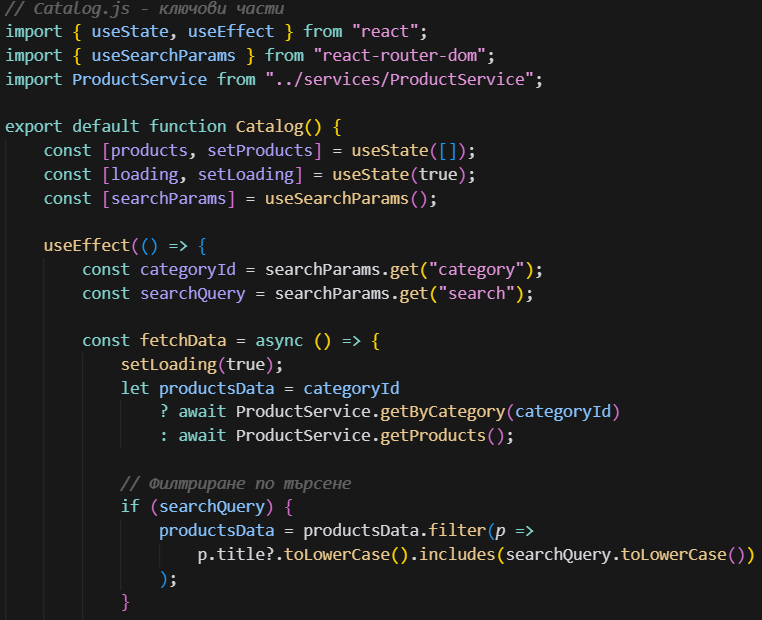 // Catalog.js - ключови части
import { useState, useEffect } from "react";
import { useSearchParams } from "react-router-dom";
import ProductService from "../services/ProductService";
export default function Catalog() {
const [products, setProducts] = useState([]);
const [loading, setLoading] = useState(true);
const [searchParams] = useSearchParams();
useEffect(() => {
const categoryId = searchParams.get("category");
const searchQuery = searchParams.get("search");
const fetchData = async () => {
setLoading(true);
let productsData = categoryId
? await ProductService.getByCategory(categoryId)
: await ProductService.getProducts();
// Филтриране по търсене
if (searchQuery) {
productsData = productsData.filter(p =>
p.title?.toLowerCase().includes(searchQuery.toLowerCase())
);
}